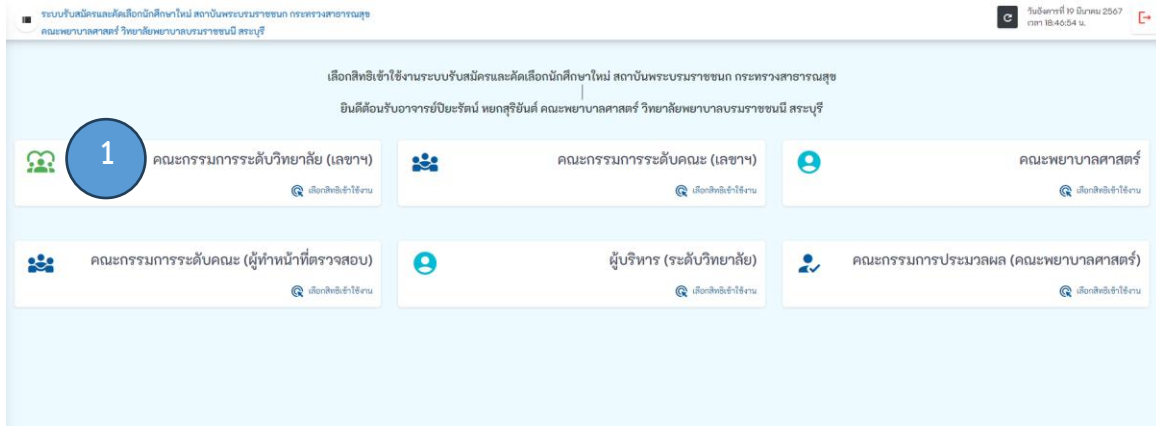 ระบบรับสมัครและคัดเลือกนักศึกษาใหม่ สถาบันพระบรมราชชนก กระทรวงสาธารณสุข
คณะพยาบาลศาสตร์ วิทยาลัยพยาบาลบรมราชชนนี สระบุรี
วันอังคารที่ 19 มีนาคม 2567
เวลา 18:46:54 น.
เลือกสิทธิเข้าใช้งานระบบรับสมัครและคัดเลือกนักศึกษาใหม่ สถาบันพระบรมราชชนก กระทรวงสาธารณสุข
ยินดีต้อนรับอาจารย์ปิยะรัตน์ หยกสุริยันต์ คณะพยาบาลศาสตร์ วิทยาลัยพยาบาลบรมราชชนนี สระบุรี
1
คณะกรรมการระดับวิทยาลัย (เลขาฯ)
เลือกสิทธิเข้าใช้งาน
คณะกรรมการระดับคณะ (เลขาฯ)
เลือกสิทธิเข้าใช้งาน
คณะพยาบาลศาสตร์
เลือกสิทธิเข้าใช้งาน
คณะกรรมการระดับคณะ (ผู้ทำหน้าที่ตรวจสอบ)
เลือกสิทธิเข้าใช้งาน
ผู้บริหาร (ระดับวิทยาลัย)
เลือกสิทธิเข้าใช้งาน
คณะกรรมการประมวลผล (คณะพยาบาลศาสตร์)
เลือกสิทธิเข้าใช้งาน